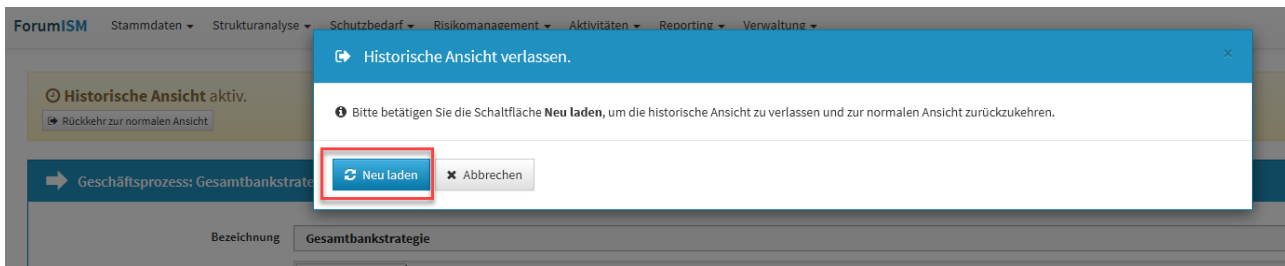 ForumISM Stammdaten Strukturanalyse Schutzbedarf Risikomanagement Aktivitäten Reporting Verwaltung
Historische Ansicht verlassen.
×
Historische Ansicht aktiv.
Rückkehr zur normalen Ansicht
Bitte betätigen Sie die Schaltfläche Neu laden, um die historische Ansicht zu verlassen und zur normalen Ansicht zurückzukehren.
Neu laden Abbrechen
Geschäftsprozess: Gesamtbankstrate
Bezeichnung Gesamtbankstrategie